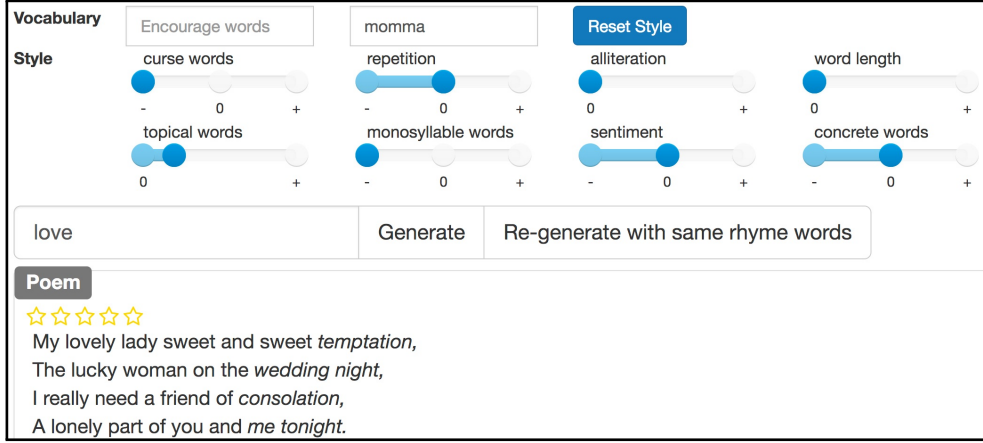 Vocabulary Encourage words momma Reset Style
Style curse words repetition alliteration word length
- 0 + - 0 + 0 + 0 +
topical words monosyllable words sentiment concrete words
0 + - 0 + - 0 + - 0 +
love Generate Re-generate with same rhyme words
Poem
My lovely lady sweet and sweet temptation,
The lucky woman on the wedding night,
I really need a friend of consolation,
A lonely part of you and me tonight.